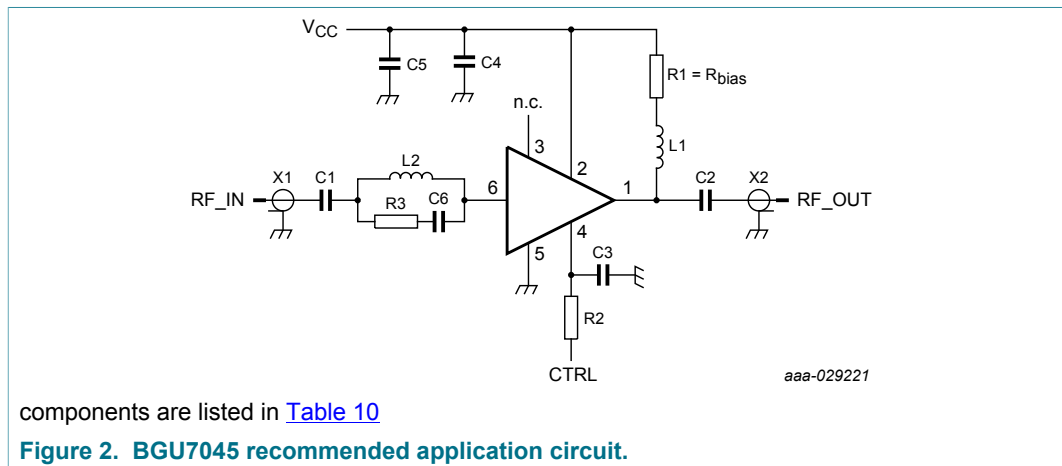 VCC
C5
C4
R1 = Rbias
n.c.
3
L1
L2
2
X1
C1
6
1
C2
X2
RF_IN
R3
C6
RF_OUT
4
5
C3
R2
CTRL
aaa-029221
components are listed in Table 10
Figure 2. BGU7045 recommended application circuit.